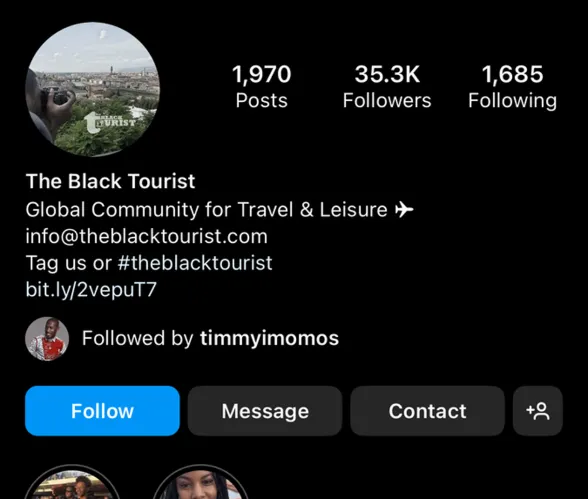 1,970
Posts
35.3K
Followers
1,685
Following
the BLACK
tOURIST
The Black Tourist
Global Community for Travel & Leisure ✈
info@theblacktourist.com
Tag us or #theblacktourist
bit.ly/2vepuT7
Followed by timmyimomos
Follow
Message
Contact